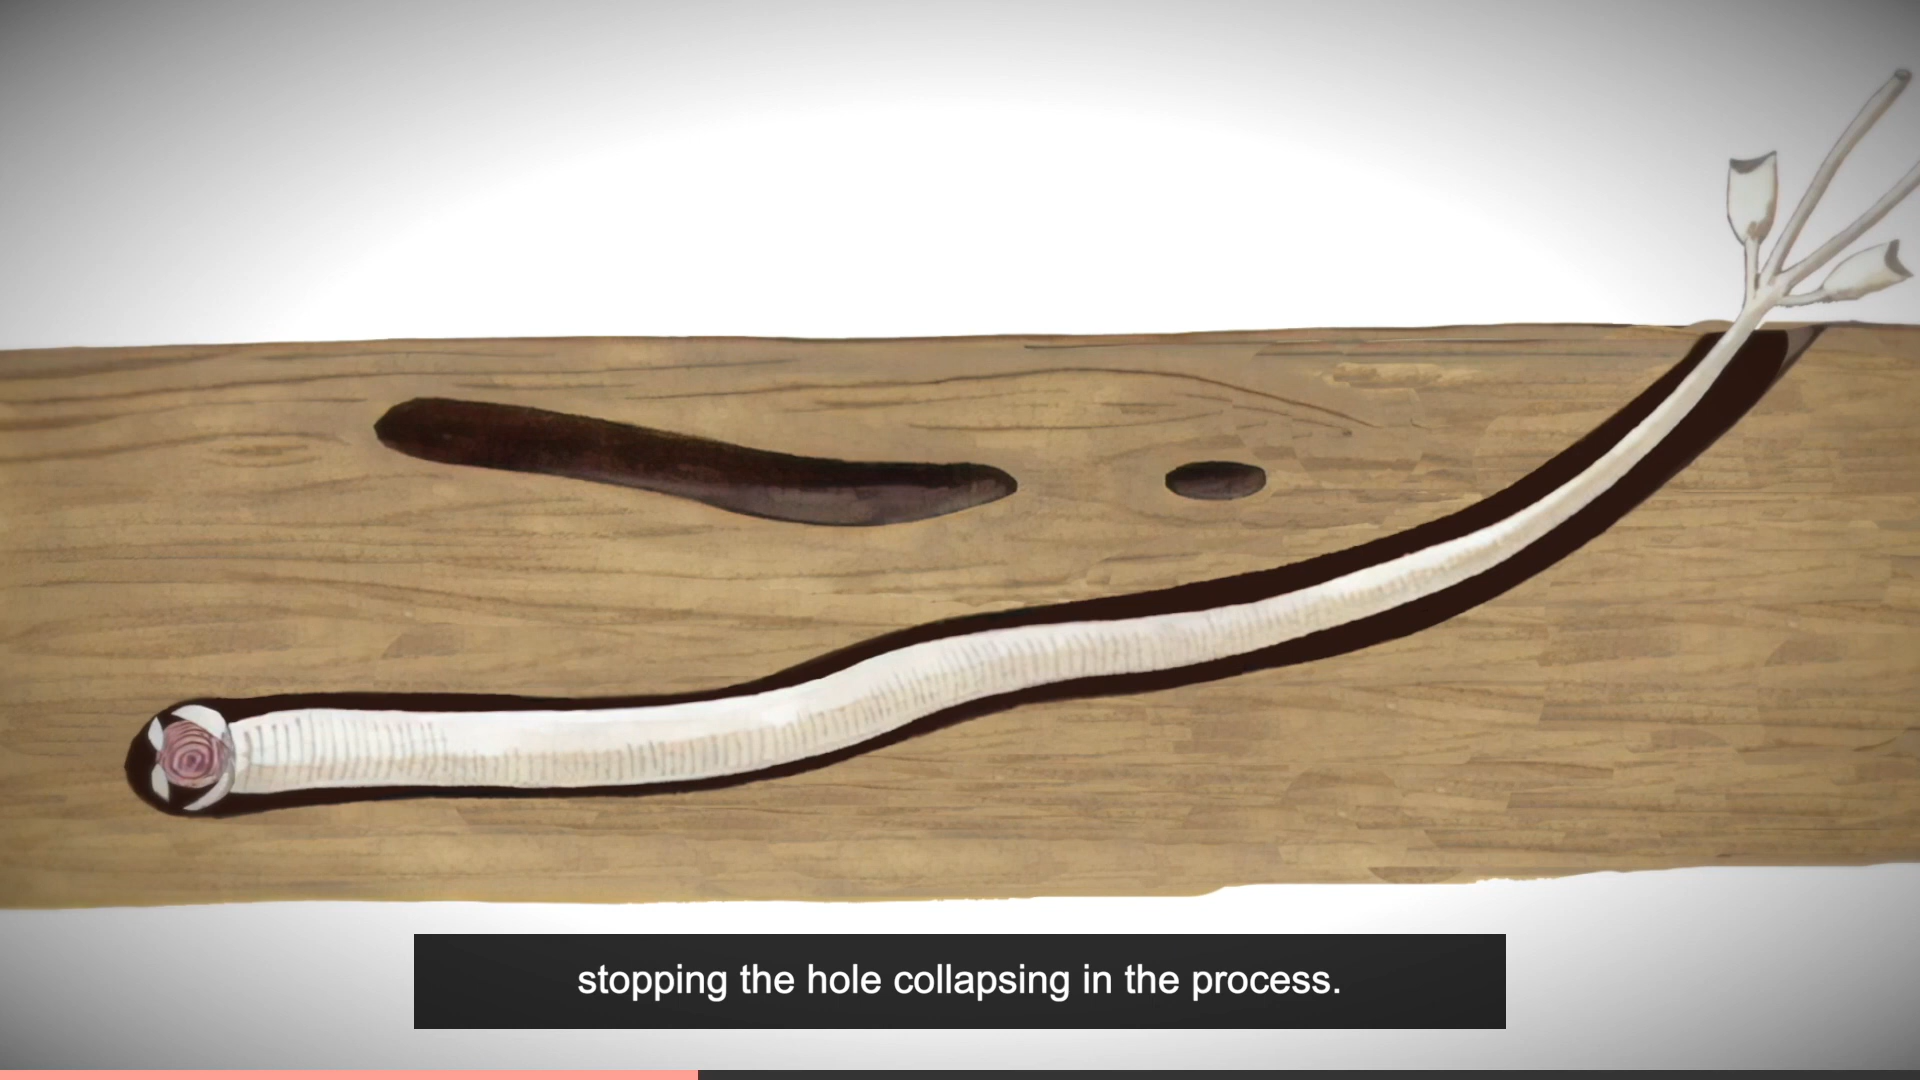 stopping the hole collapsing in the process.